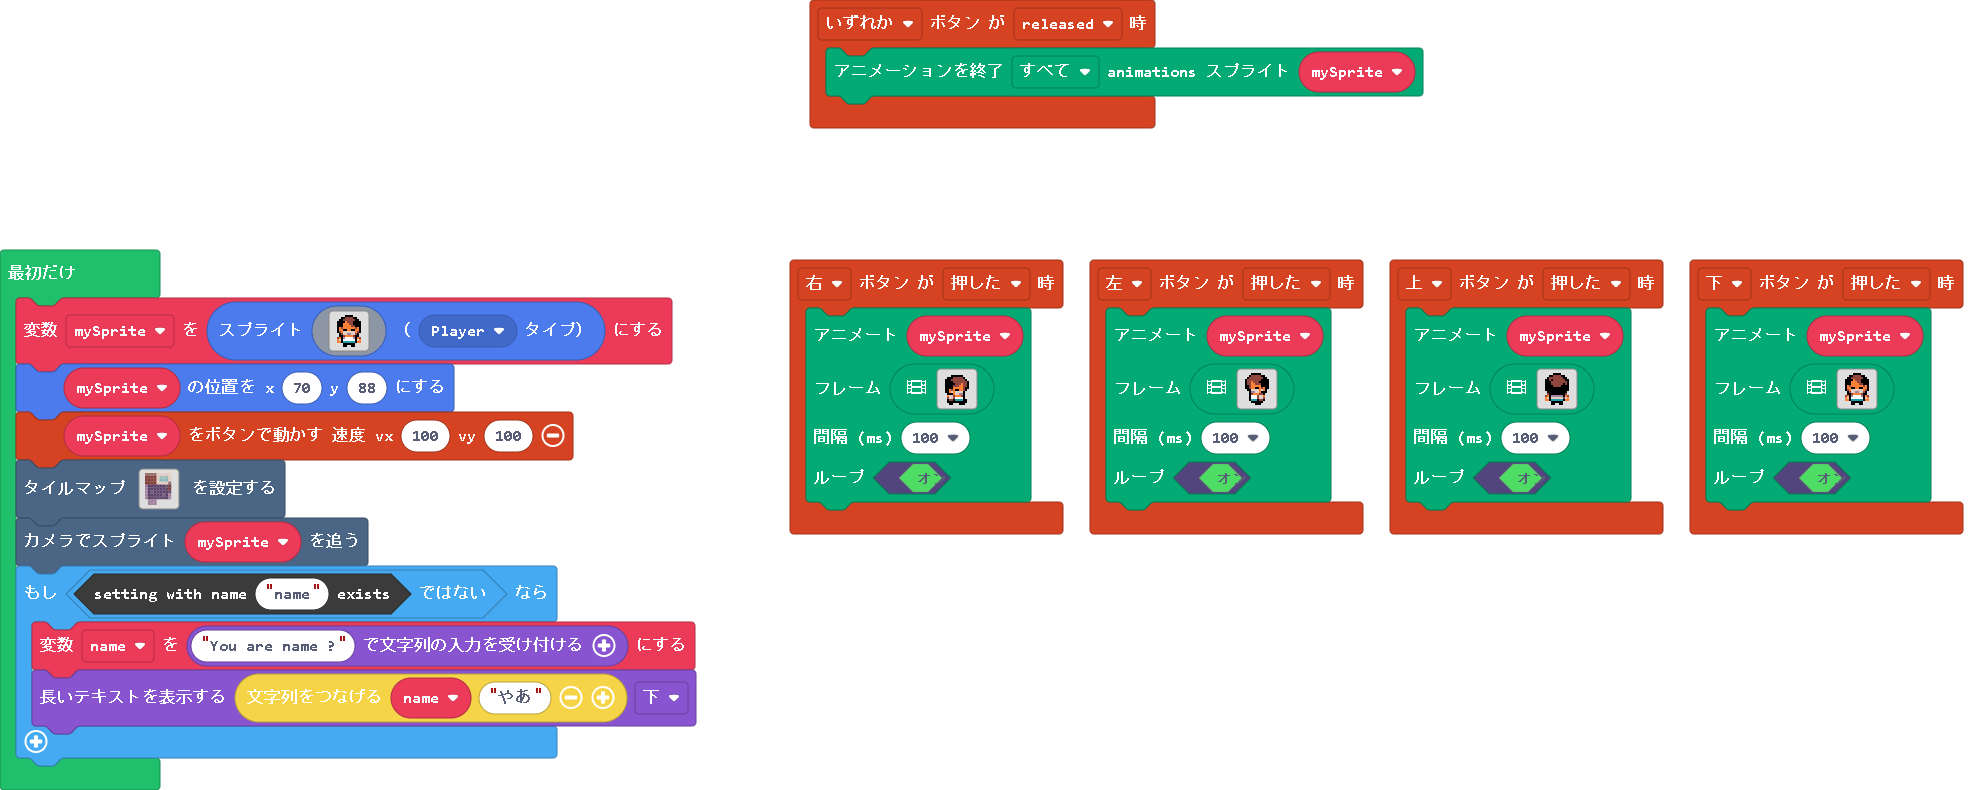 いずれか ボタン が released 時
アニメーションを終了 すべて animations スプライト mySprite
最初だけ
変数 mySprite を スプライト ( Player タイプ) にする
mySprite の位置を x 70 y 88 にする
mySprite をボタンで動かす 速度 vx 100 vy 100
タイルマップ を設定する
カメラでスプライト mySprite を追う
もし setting with name "name" exists ではない なら
変数 name を "You are name ?" で文字列の入力を受け付ける にする
長いテキストを表示する 文字列をつなげる name "やあ" 下
右 ボタン が 押した 時
アニメート mySprite
フレーム
間隔 (ms) 100
ループ オ
左 ボタン が 押した 時
アニメート mySprite
フレーム
間隔 (ms) 100
ループ オ
上 ボタン が 押した 時
アニメート mySprite
フレーム
間隔 (ms) 100
ループ オ
下 ボタン が 押した 時
アニメート mySprite
フレーム
間隔 (ms) 100
ループ オ